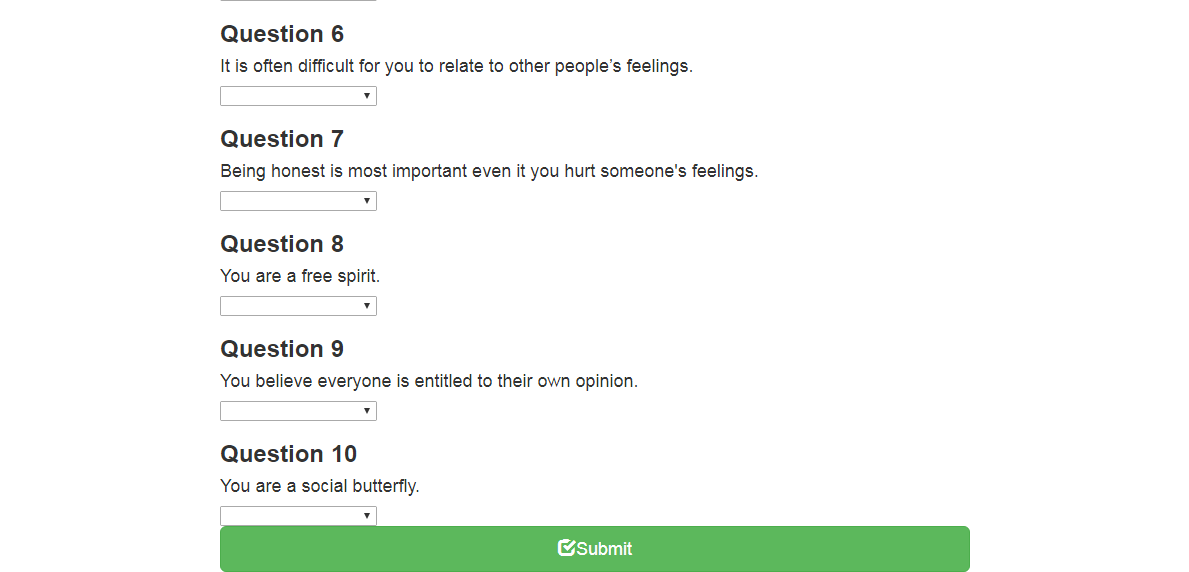 Question 6
It is often difficult for you to relate to other people’s feelings.
Question 7
Being honest is most important even it you hurt someone's feelings.
Question 8
You are a free spirit.
Question 9
You believe everyone is entitled to their own opinion.
Question 10
You are a social butterfly.
Submit